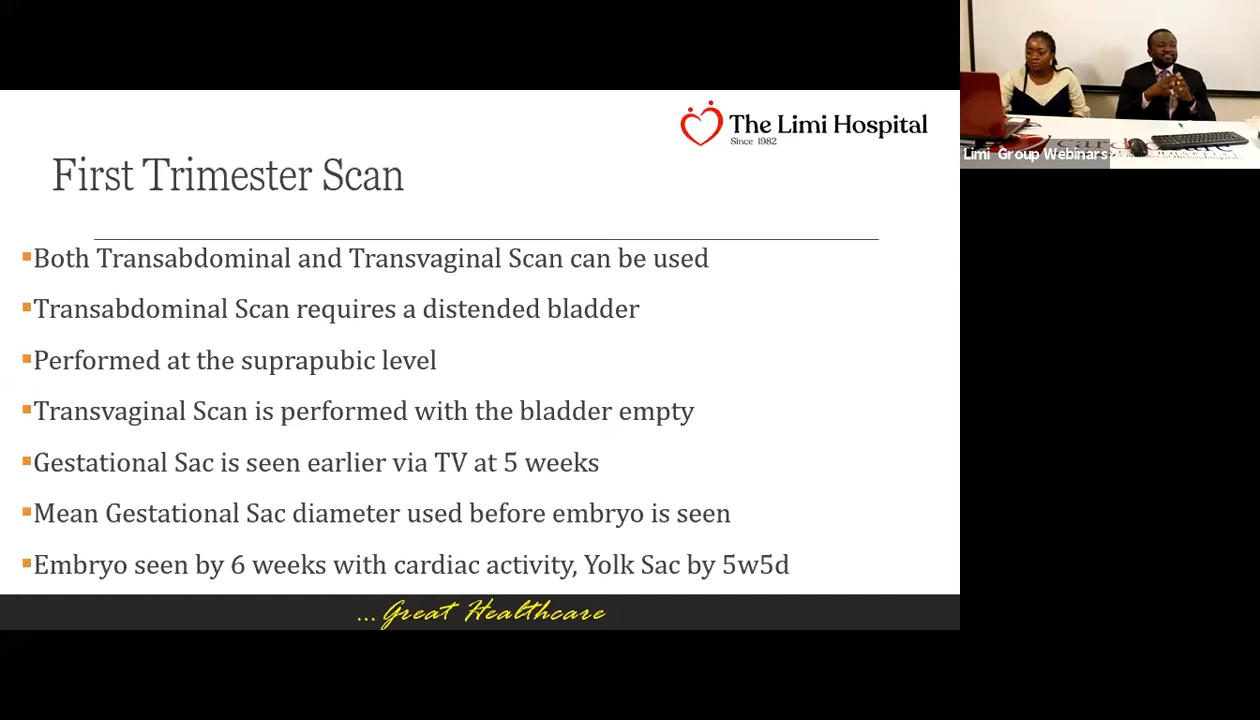 The Limi Hospital
Since 1982
First Trimester Scan
Both Transabdominal and Transvaginal Scan can be used
Transabdominal Scan requires a distended bladder
Performed at the suprapubic level
Transvaginal Scan is performed with the bladder empty
Gestational Sac is seen earlier via TV at 5 weeks
Mean Gestational Sac diameter used before embryo is seen
Embryo seen by 6 weeks with cardiac activity, Yolk Sac by 5w5d
... Great Healthcare
Limi Group Webinars